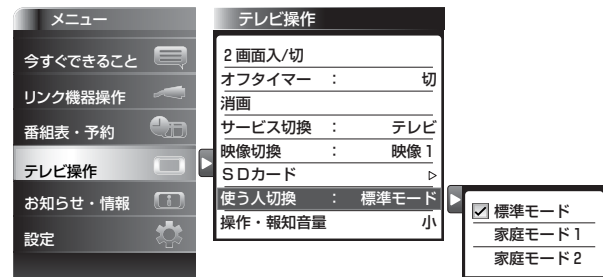 メニュー
今すぐできること
リンク機器操作
番組表・予約
テレビ操作
お知らせ・情報
設定
テレビ操作
2画面入/切
オフタイマー : 切
消画
サービス切換 : テレビ
映像切換 : 映像1
SDカード
使う人切換 : 標準モード
操作・報知音量 小
標準モード
家庭モード1
家庭モード2